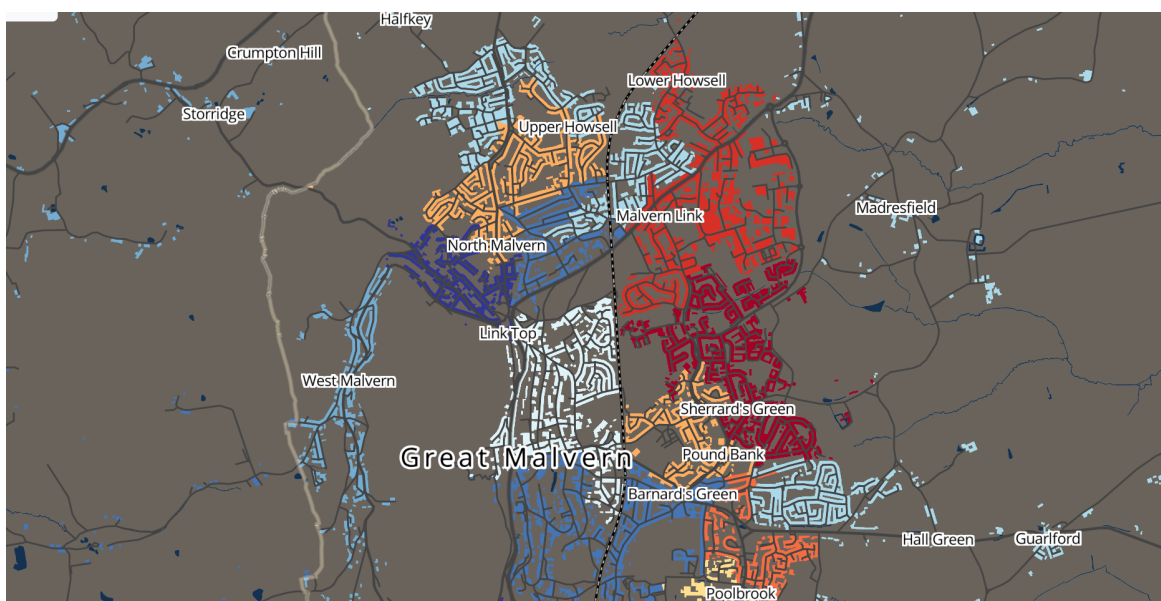 Halfkey
Crumpton Hill
Lower Howsell
Storridge
Upper Howsell
Madresfield
Malvern Link
North Malvern
Link Top
West Malvern
Sherrard's Green
Great Malvern
Pound Bank
Barnard's Green
Hall Green
Guarlford
Poolbrook